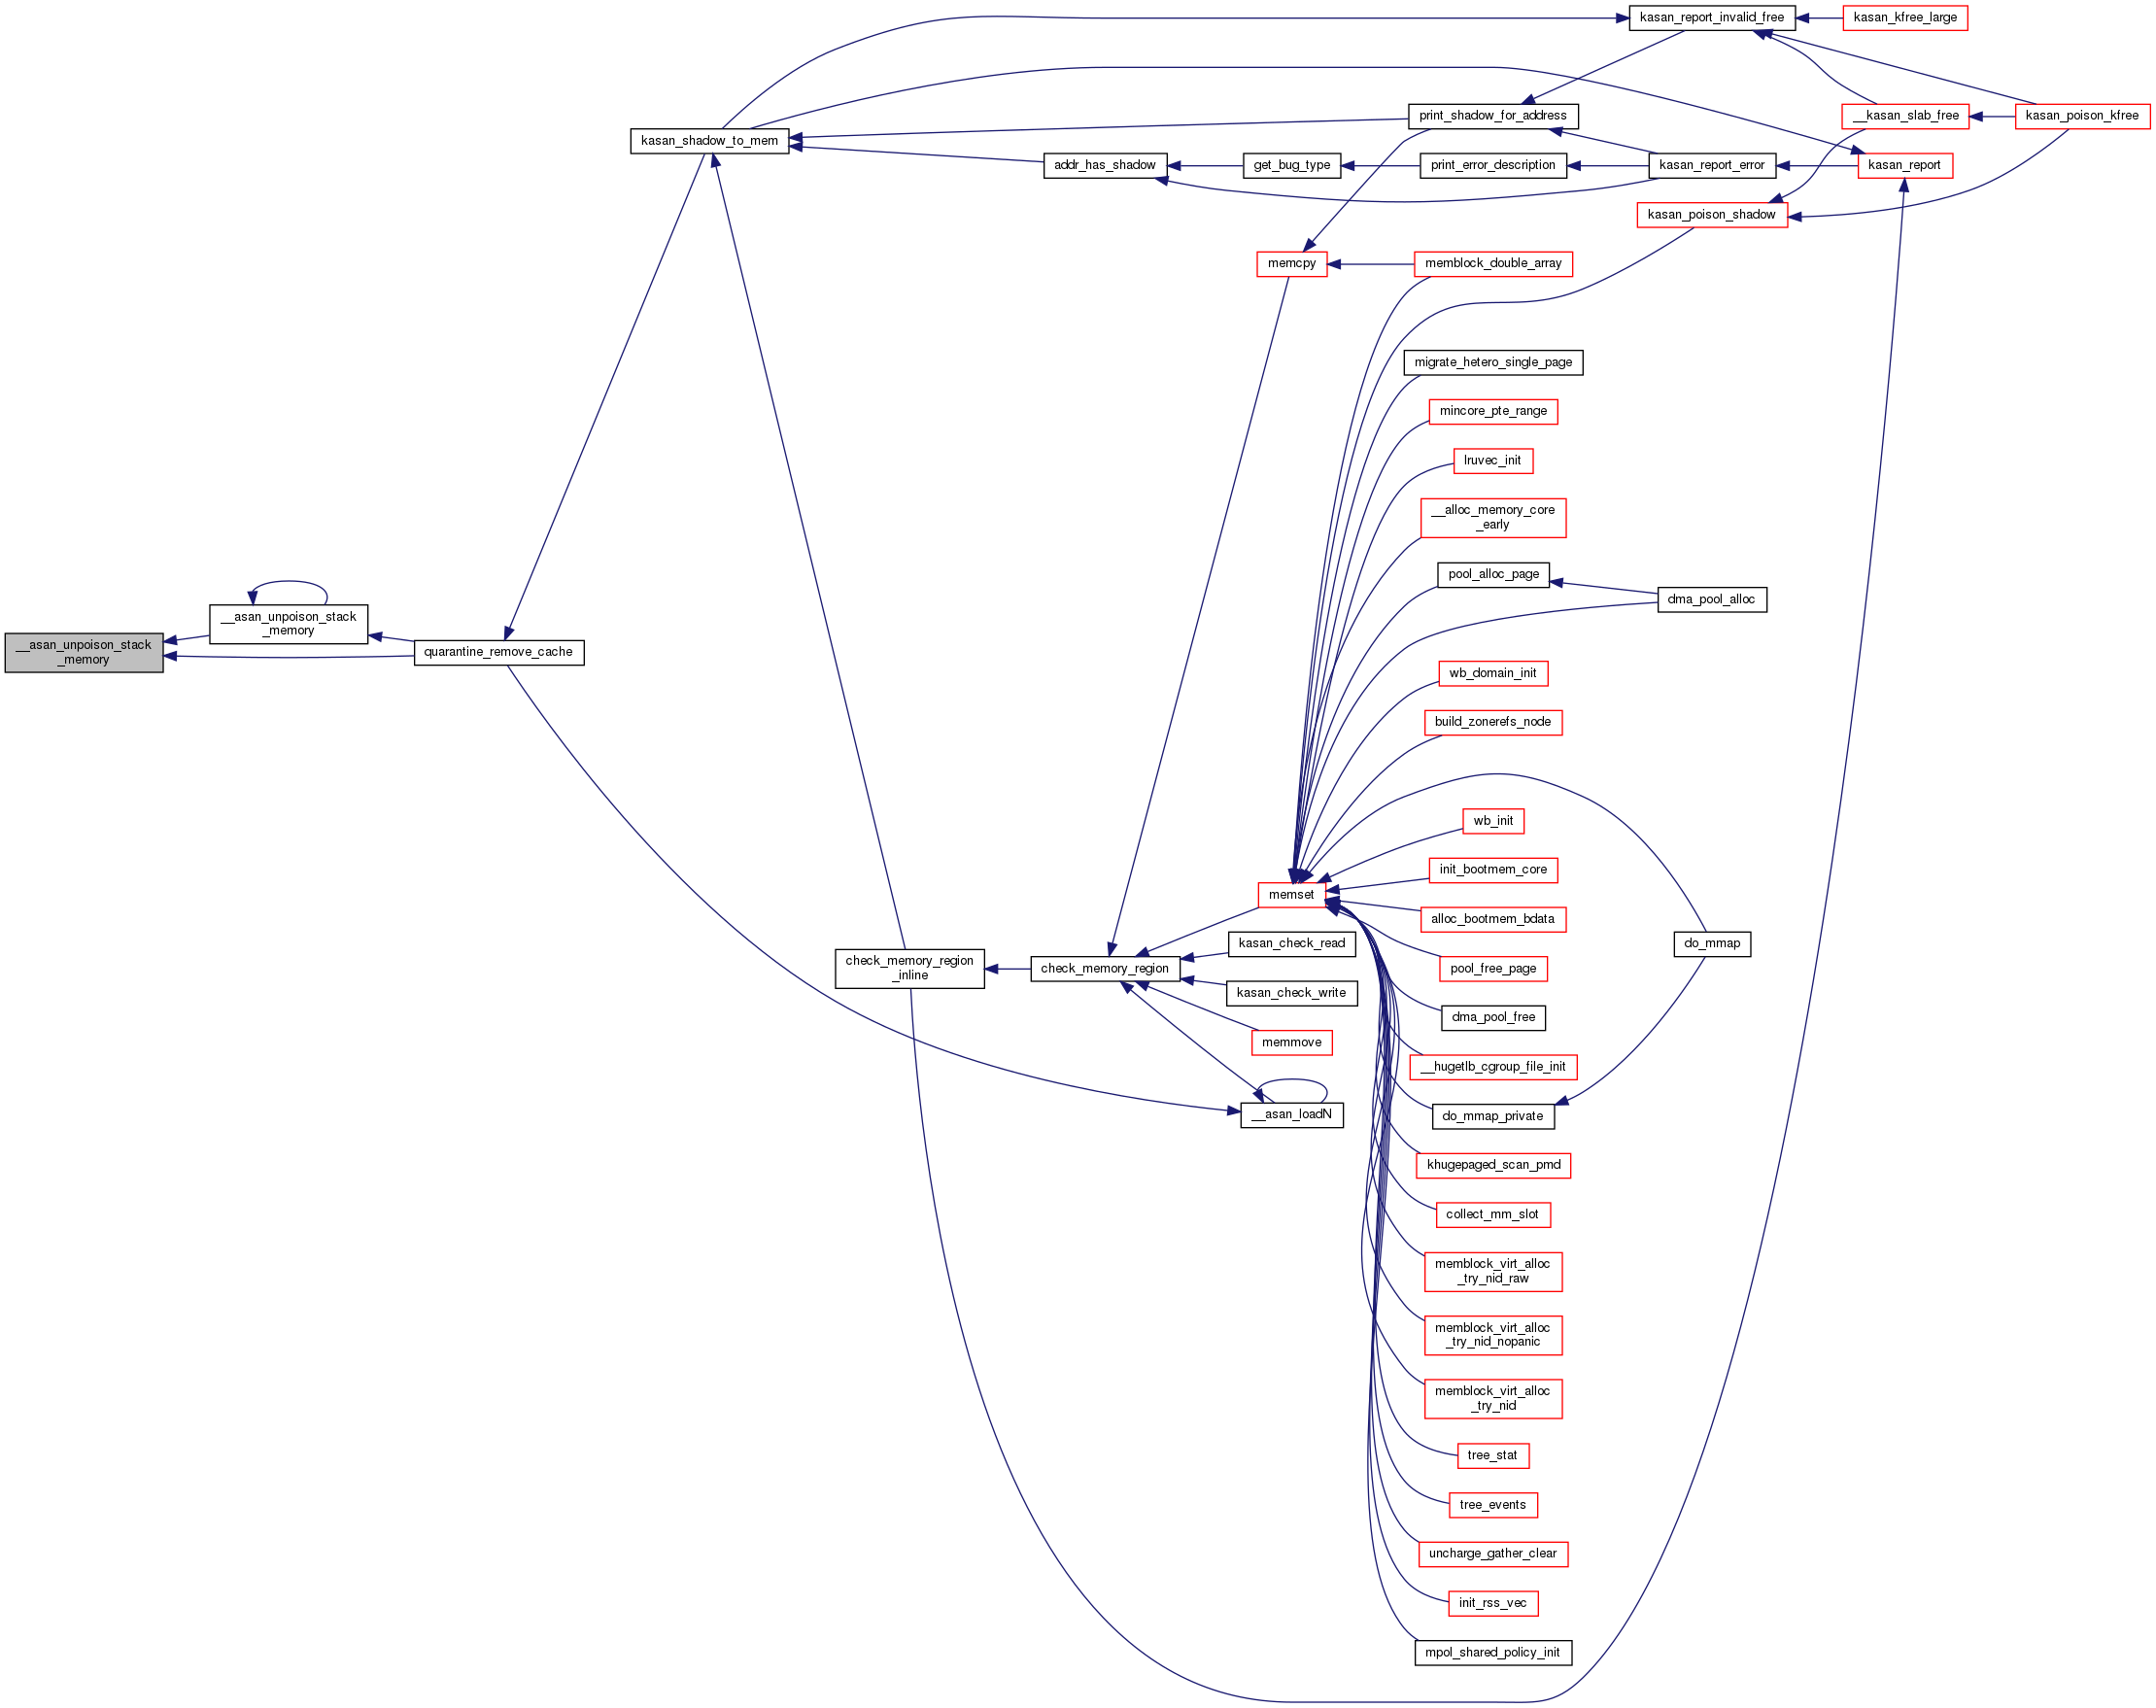 kasan_report_invalid_free
kasan_kfree_large
print_shadow_for_address
__kasan_slab_free
kasan_poison_kfree
kasan_shadow_to_mem
addr_has_shadow
get_bug_type
print_error_description
kasan_report_error
kasan_report
kasan_poison_shadow
memcpy
memblock_double_array
migrate_hetero_single_page
mincore_pte_range
lruvec_init
__alloc_memory_core
_early
pool_alloc_page
dma_pool_alloc
__asan_unpoison_stack
_memory
__asan_unpoison_stack
_memory
quarantine_remove_cache
wb_domain_init
build_zonerefs_node
wb_init
init_bootmem_core
memset
alloc_bootmem_bdata
do_mmap
kasan_check_read
check_memory_region
_inline
check_memory_region
pool_free_page
kasan_check_write
dma_pool_free
memmove
__hugetlb_cgroup_file_init
__asan_loadN
do_mmap_private
khugepaged_scan_pmd
collect_mm_slot
memblock_virt_alloc
_try_nid_raw
memblock_virt_alloc
_try_nid_nopanic
memblock_virt_alloc
_try_nid
tree_stat
tree_events
uncharge_gather_clear
init_rss_vec
mpol_shared_policy_init